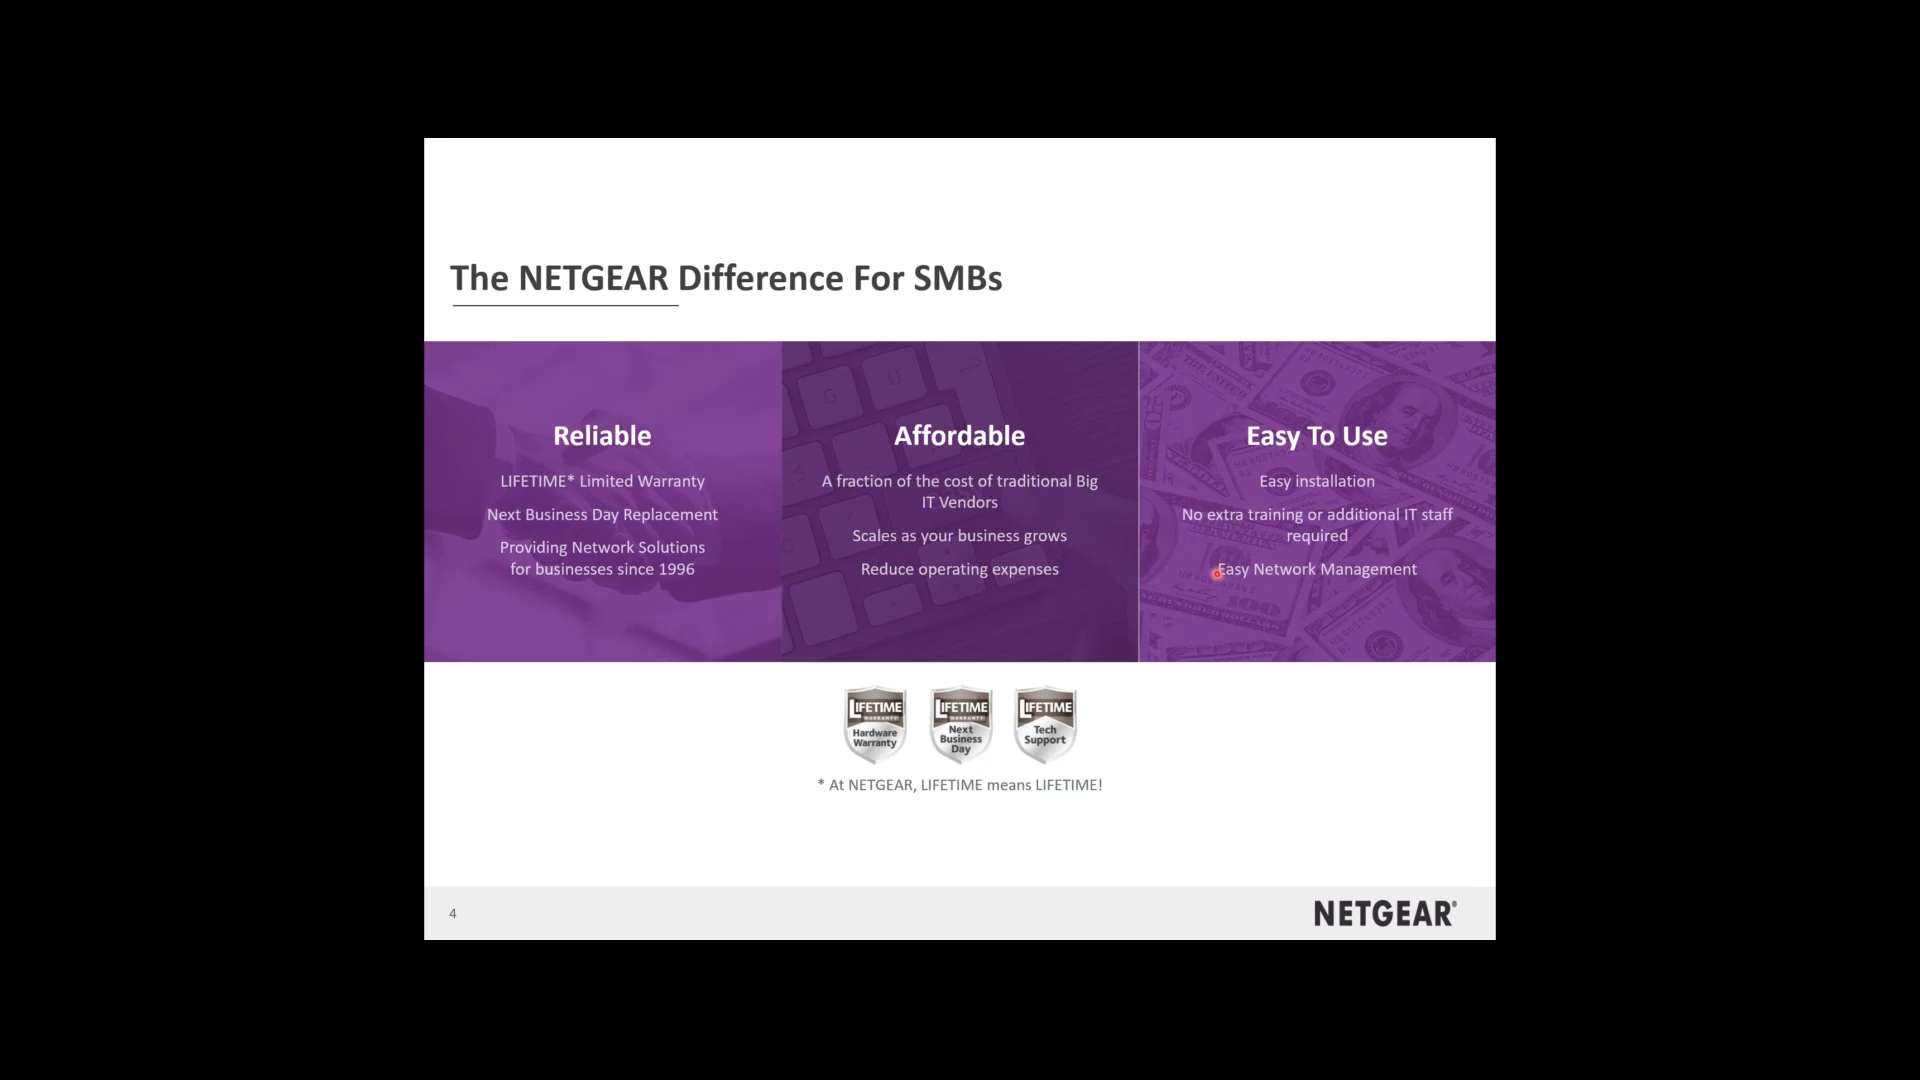 The NETGEAR Difference For SMBs
Reliable
LIFETIME* Limited Warranty
Next Business Day Replacement
Providing Network Solutions
for businesses since 1996
Affordable
A fraction of the cost of traditional Big
IT Vendors
Scales as your business grows
Reduce operating expenses
Easy To Use
Easy installation
No extra training or additional IT staff
required
Easy Network Management
LIFETIME
WARRANTY
Hardware
Warranty
LIFETIME
WARRANTY
Next
Business
Day
LIFETIME
Tech
Support
* At NETGEAR, LIFETIME means LIFETIME!
4
NETGEAR®